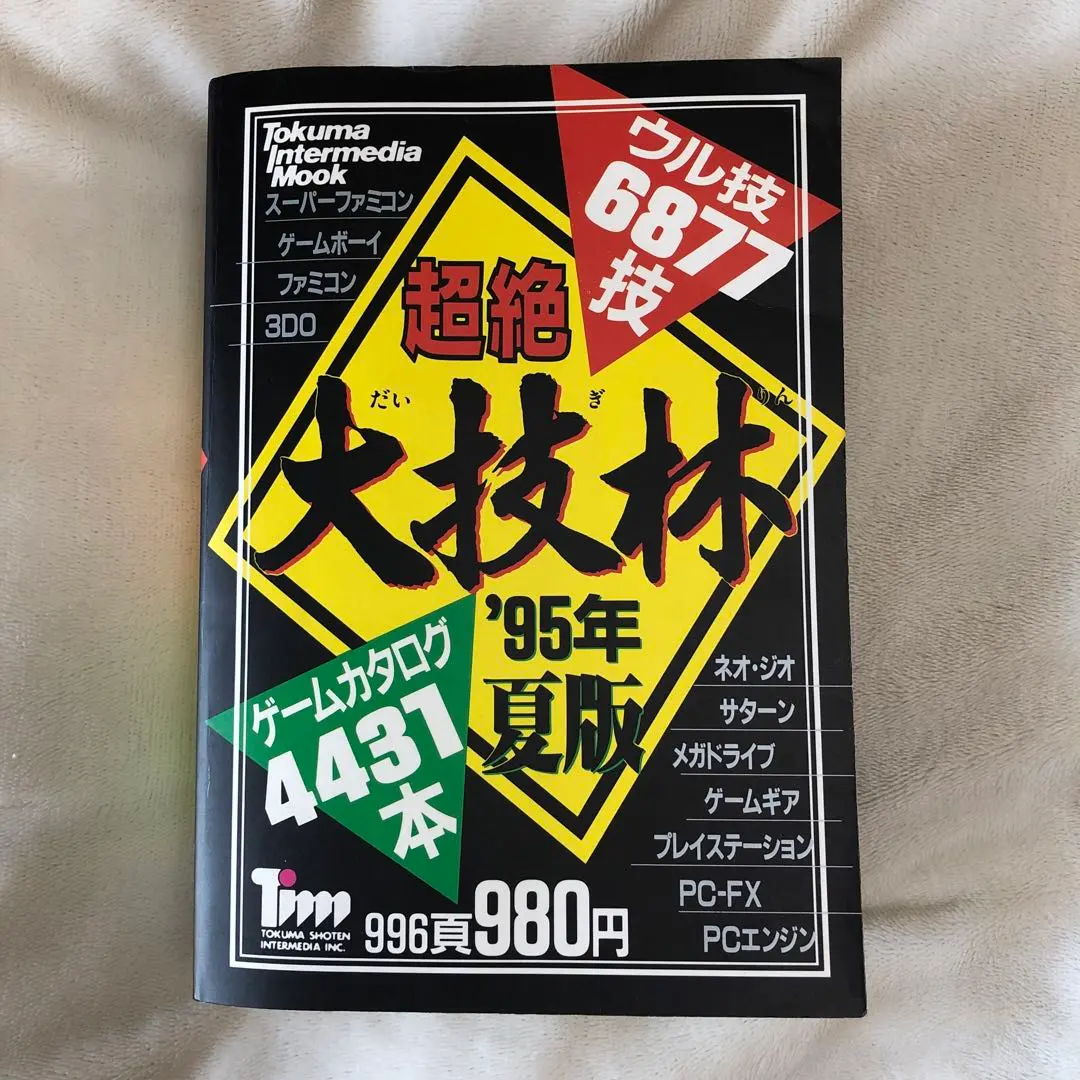 Tokuma
Intermedia
Mook
スーパーファミコン
ゲームボーイ
ファミコン
3DO
ウル技
6877
技
超絶
だいぎりん
大技林
'95年
夏版
ゲームカタログ
4431
本
ネオ・ジオ
サターン
メガドライブ
ゲームギア
プレイステーション
PC-FX
PCエンジン
Tim
TOKUMA SHOTEN
INTERMEDIA INC.
996頁980円